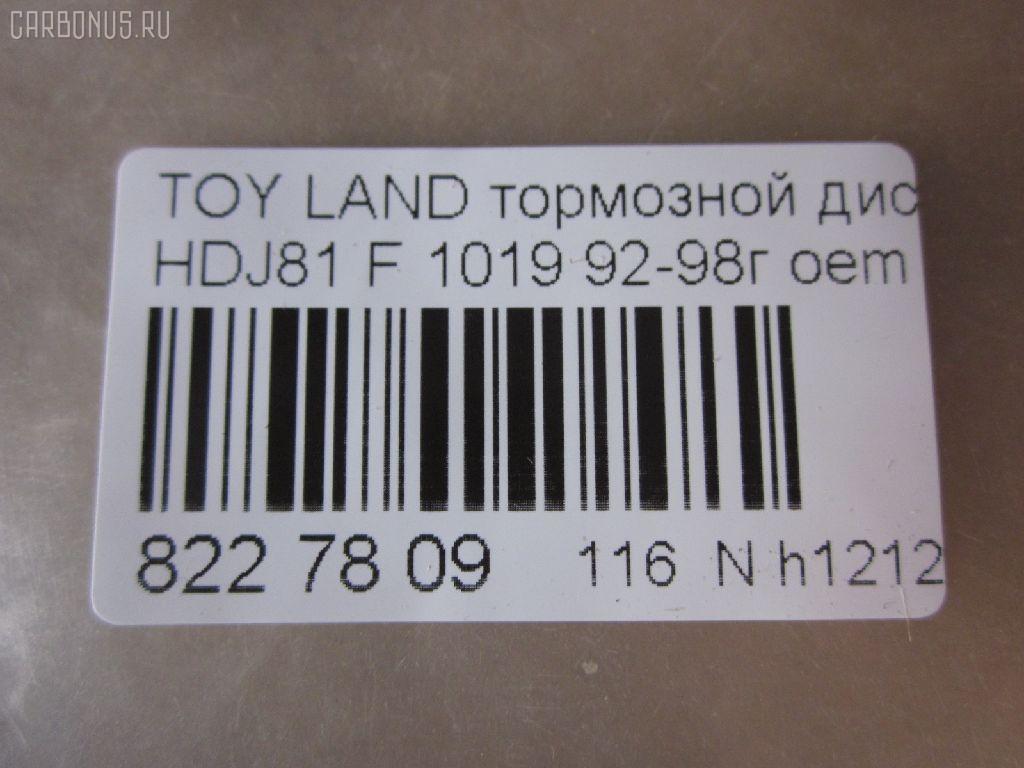 CARBONUS.RU
TOY LAND тормозной дис
HDJ81 F 1019 92-98г oem
822 78 09 116 N h1212